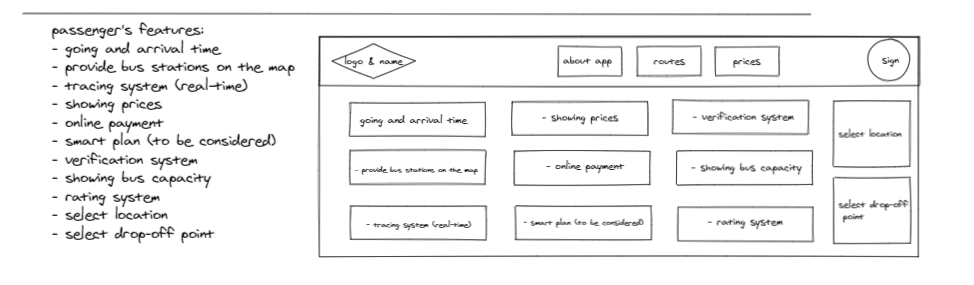 passenger's features:
- going and arrival time
- provide bus stations on the map
- tracing system (real-time)
- showing prices
- online payment
- smart plan (to be considered)
- verification system
- showing bus capacity
- rating system
- select location
- select drop-off point
logo & name
about app
routes
prices
sign
going and arrival time
- showing prices
- verification system
select location
- provide bus stations on the map
- online payment
- showing bus capacity
select drop-off
point
- tracing system (real-time)
- smart plan (to be considered)
- rating system